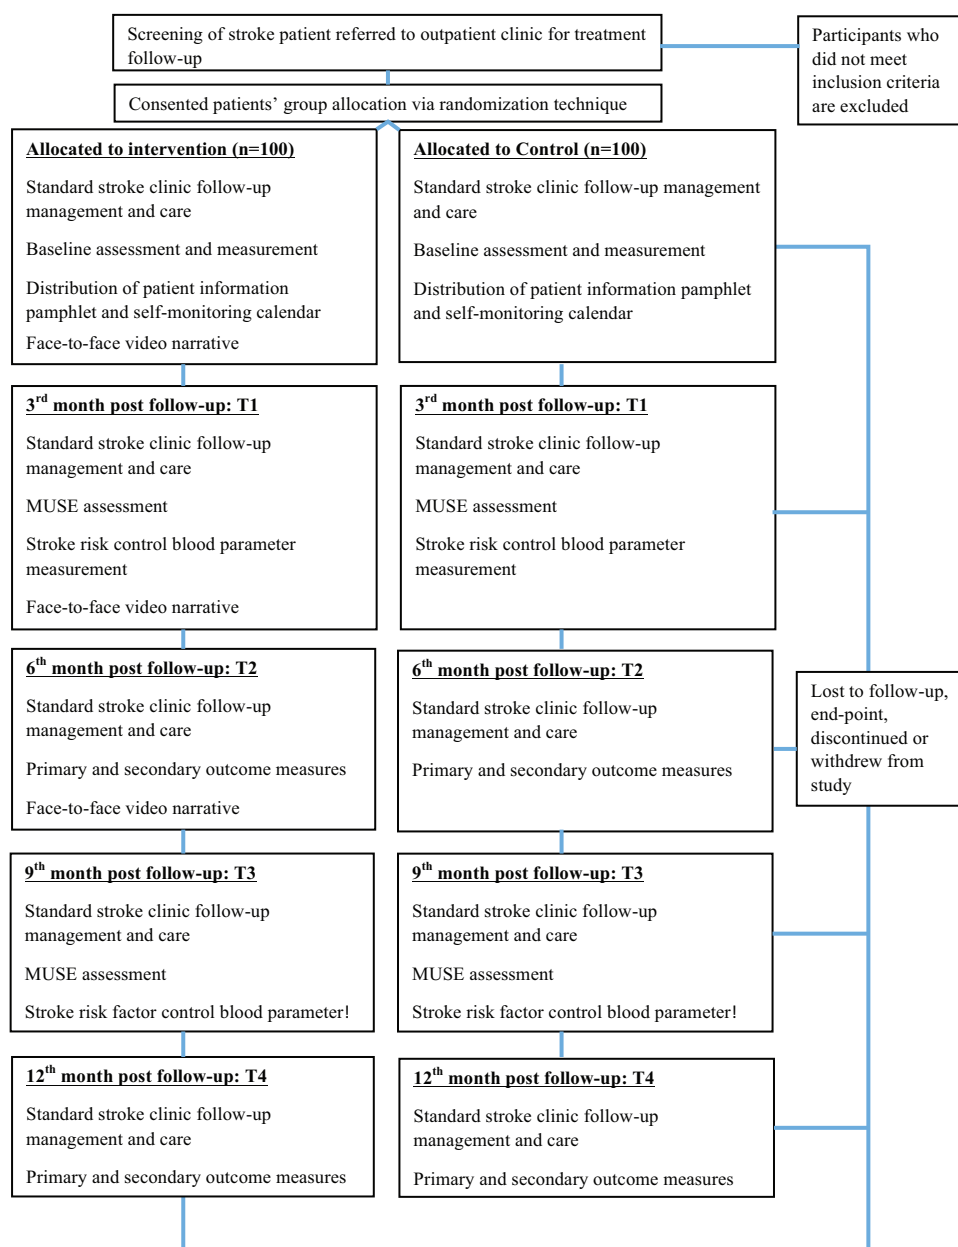 Screening of stroke patient referred to outpatient clinic for treatment
follow-up
Participants who
did not meet
inclusion criteria
are excluded
Consented patients’ group allocation via randomization technique
Allocated to intervention (n=100)
Standard stroke clinic follow-up
management and care
Baseline assessment and measurement
Distribution of patient information
pamphlet and self-monitoring calendar
Face-to-face video narrative
Allocated to Control (n=100)
Standard stroke clinic follow-up management
and care
Baseline assessment and measurement
Distribution of patient information pamphlet
and self-monitoring calendar
3rd month post follow-up: T1
Standard stroke clinic follow-up
management and care
MUSE assessment
Stroke risk control blood parameter
measurement
Face-to-face video narrative
3rd month post follow-up: T1
Standard stroke clinic follow-up
management and care
MUSE assessment
Stroke risk control blood parameter
measurement
6th month post follow-up: T2
Standard stroke clinic follow-up
management and care
Primary and secondary outcome measures
Face-to-face video narrative
6th month post follow-up: T2
Standard stroke clinic follow-up
management and care
Primary and secondary outcome measures
Lost to follow-up,
end-point,
discontinued or
withdrew from
study
9th month post follow-up: T3
Standard stroke clinic follow-up
management and care
MUSE assessment
Stroke risk factor control blood parameter!
9th month post follow-up: T3
Standard stroke clinic follow-up
management and care
MUSE assessment
Stroke risk factor control blood parameter!
12th month post follow-up: T4
Standard stroke clinic follow-up
management and care
Primary and secondary outcome measures
12th month post follow-up: T4
Standard stroke clinic follow-up
management and care
Primary and secondary outcome measures